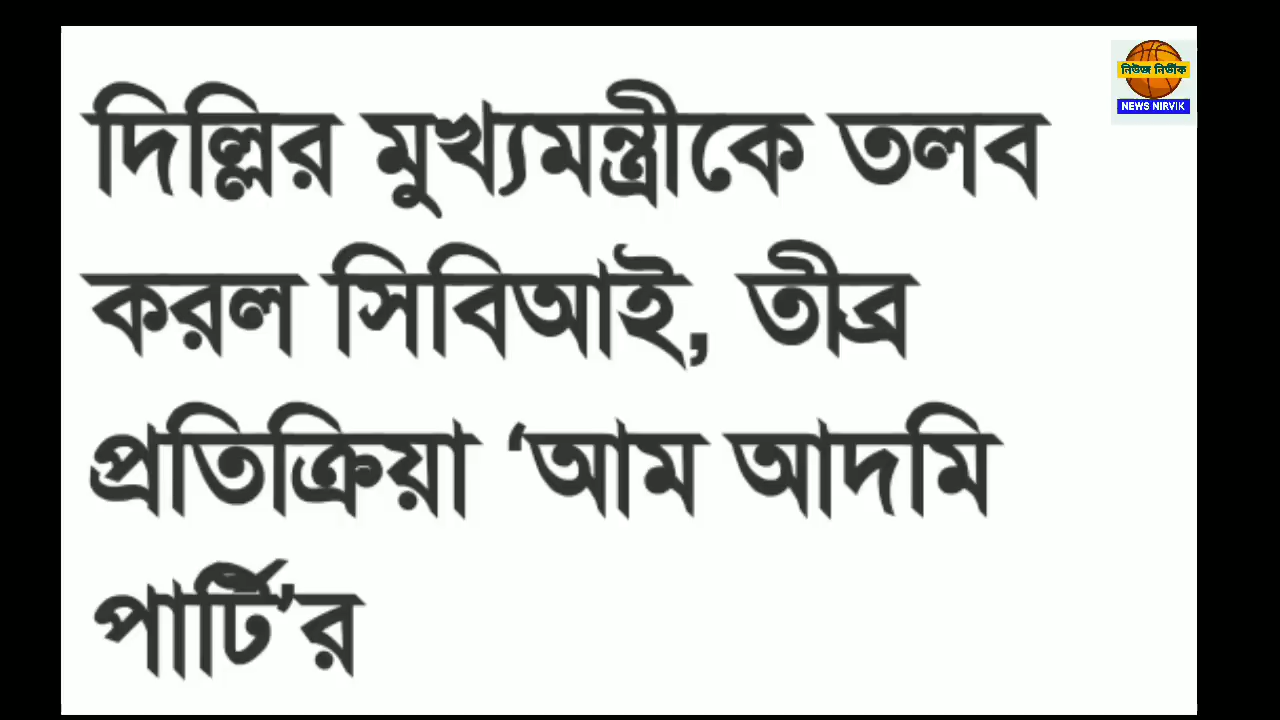 নিউজ নির্ভীক
NEWS NIRVIK
দিল্লির মুখ্যমন্ত্রীকে তলব
করল সিবিআই, তীব্র
প্রতিক্রিয়া ‘আম আদমি
পার্টি’র